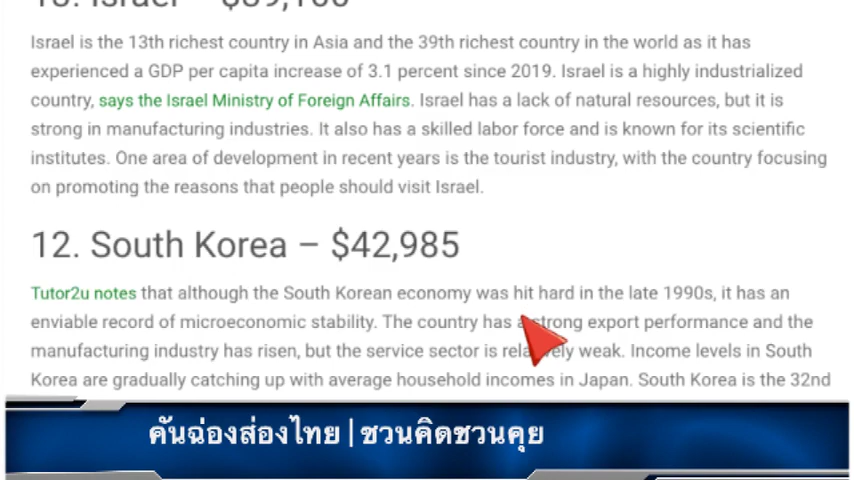 13. Israel – $39,160
Israel is the 13th richest country in Asia and the 39th richest country in the world as it has
experienced a GDP per capita increase of 3.1 percent since 2019. Israel is a highly industrialized
country, says the Israel Ministry of Foreign Affairs. Israel has a lack of natural resources, but it is
strong in manufacturing industries. It also has a skilled labor force and is known for its scientific
institutes. One area of development in recent years is the tourist industry, with the country focusing
on promoting the reasons that people should visit Israel.
12. South Korea – $42,985
Tutor2u notes that although the South Korean economy was hit hard in the late 1990s, it has an
enviable record of microeconomic stability. The country has a strong export performance and the
manufacturing industry has risen, but the service sector is relatively weak. Income levels in South
Korea are gradually catching up with average household incomes in Japan. South Korea is the 32nd
คันฉ่องส่องไทย | ชวนคิดชวนคุย